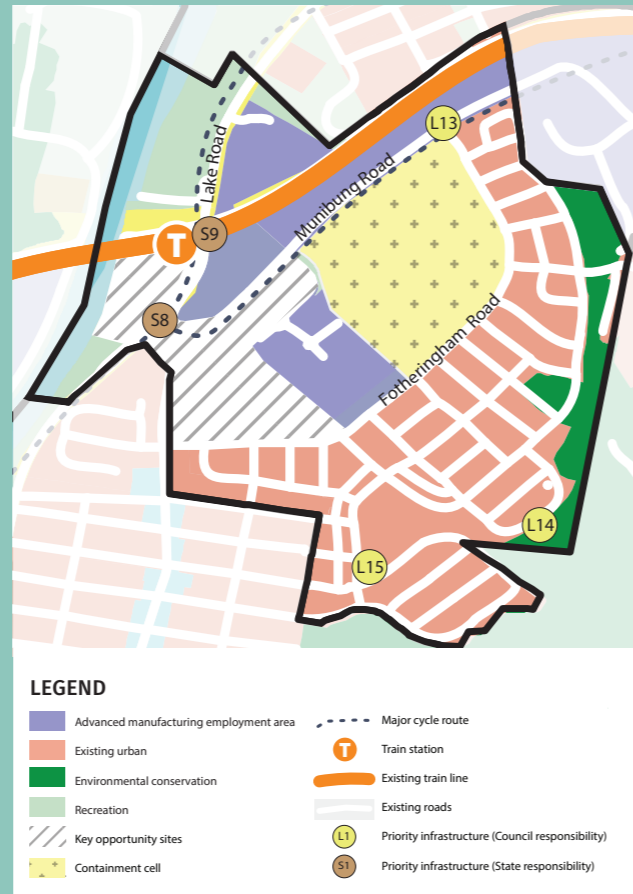 L13
Lake Road
Munibung Road
S9
T
S8
Fotheringham Road
L14
L15
LEGEND
Advanced manufacturing employment area
Existing urban
Environmental conservation
Recreation
Key opportunity sites
Containment cell
Major cycle route
T
Train station
Existing train line
Existing roads
L1
Priority infrastructure (Council responsibility)
S1
Priority infrastructure (State responsibility)